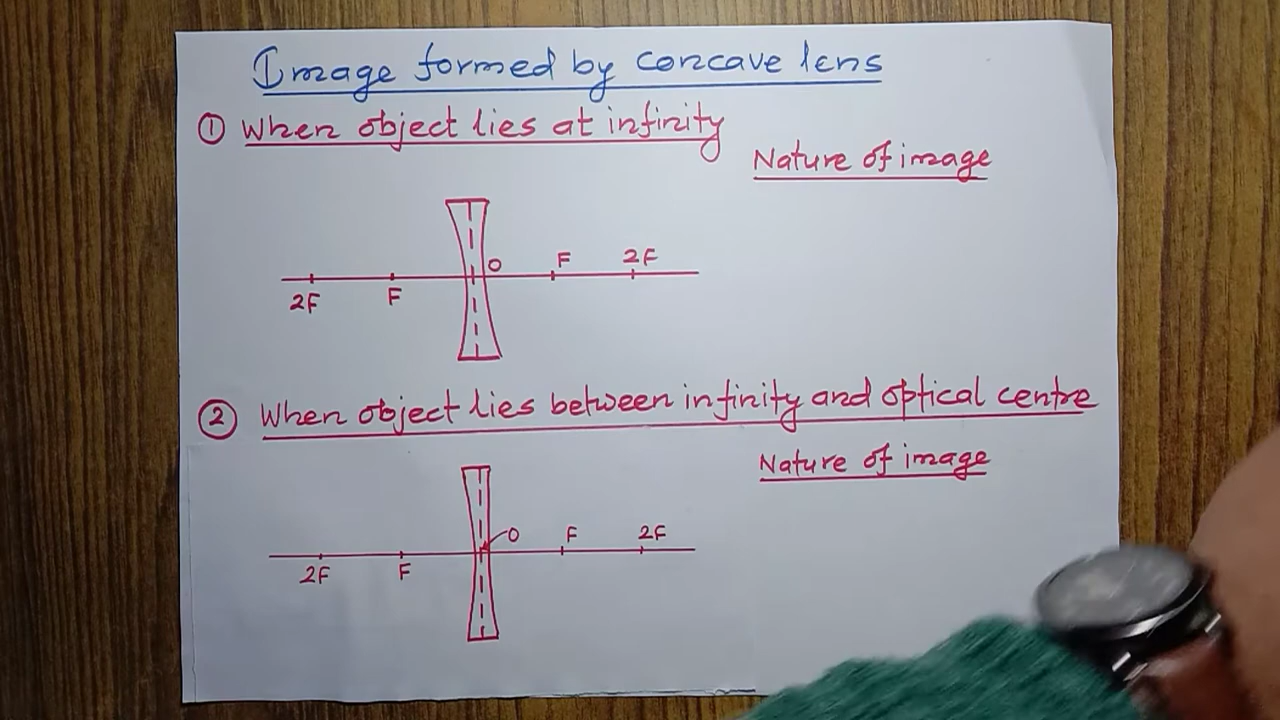 Image formed by concave lens
① When object lies at infinity
Nature of image
O F 2F
2F F
② When object lies between infinity and optical centre
Nature of image
O F 2F
2F F